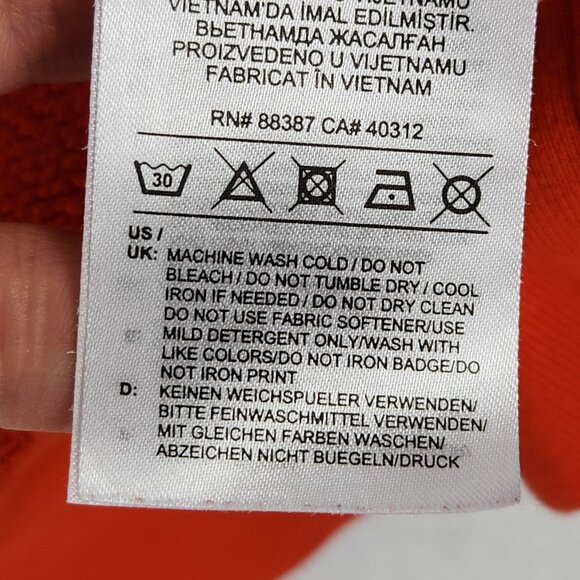 VIETNAM'DA İMAL EDİLMİŞTİR.
ВЬЕТНАМДА ЖАСАЛҒАН
PROIZVEDENO U VIJETNAMU
FABRICAT ÎN VIETNAM
RN# 88387 CA# 40312
30
US /
UK: MACHINE WASH COLD / DO NOT
BLEACH / DO NOT TUMBLE DRY / COOL
IRON IF NEEDED / DO NOT DRY CLEAN
DO NOT USE FABRIC SOFTENER/USE
MILD DETERGENT ONLY/WASH WITH
LIKE COLORS/DO NOT IRON BADGE/DO
NOT IRON PRINT
D: KEINEN WEICHSPUELER VERWENDEN/
BITTE FEINWASCHMITTEL VERWENDEN/
MIT GLEICHEN FARBEN WASCHEN/
ABZEICHEN NICHT BUEGELN/DRUCK